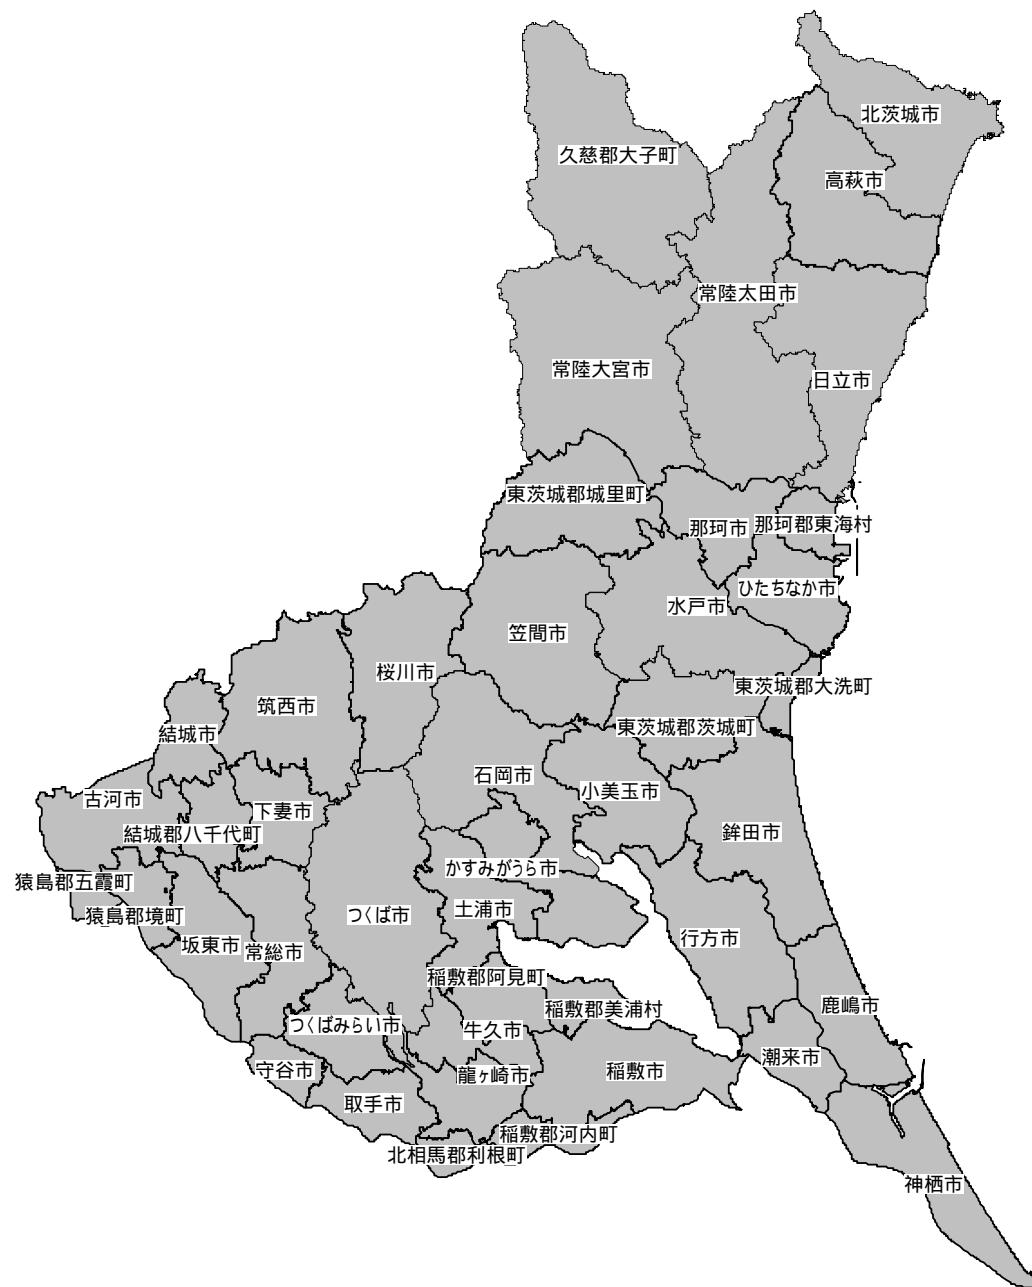 北茨城市
久慈郡大子町
高萩市
常陸太田市
常陸大宮市
日立市
東茨城郡城里町
那珂市
那珂郡東海村
ひたちなか市
水戸市
笠間市
桜川市
東茨城郡大洗町
筑西市
東茨城郡茨城町
結城市
石岡市
小美玉市
古河市
下妻市
結城郡八千代町
鉾田市
かすみがうら市
猿島郡五霞町
猿島郡境町
つくば市
土浦市
行方市
坂東市
常総市
稲敷郡阿見町
稲敷郡美浦村
鹿嶋市
つくばみらい市
牛久市
潮来市
守谷市
龍ヶ崎市
稲敷市
取手市
稲敷郡河内町
北相馬郡利根町
神栖市